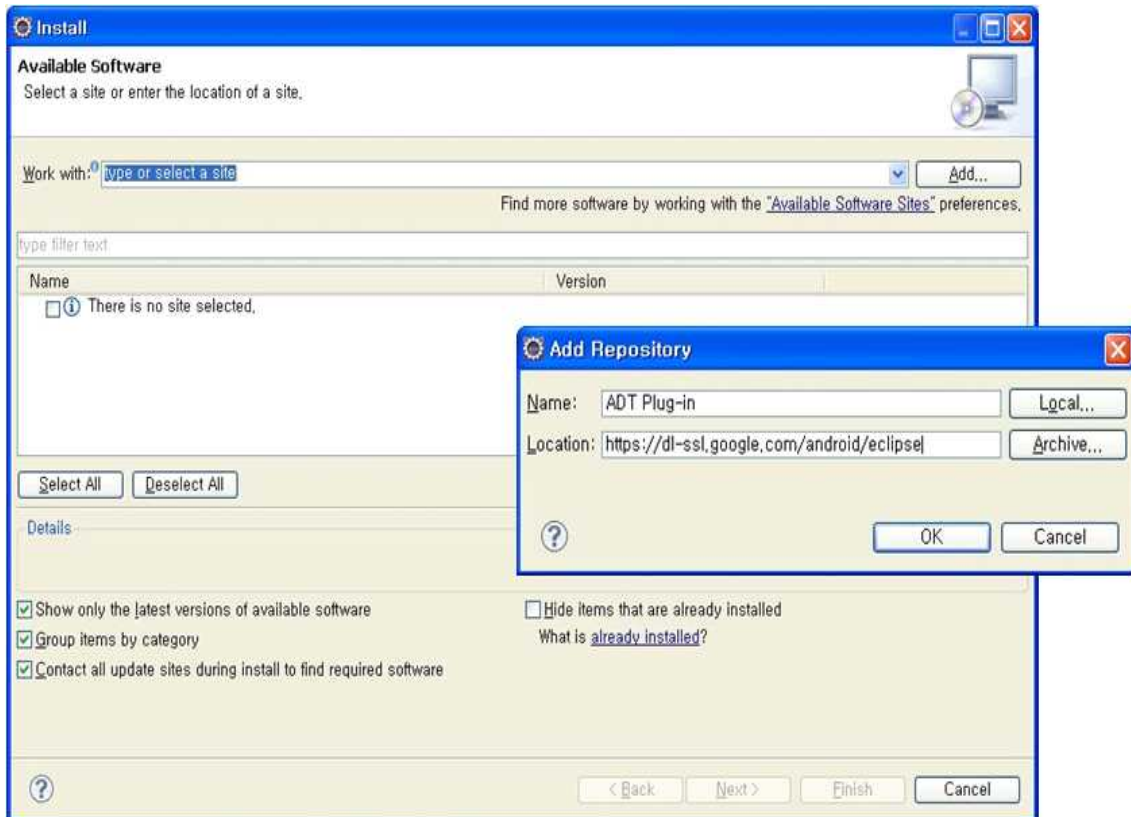 Install
Available Software
Select a site or enter the location of a site,
Work with: type or select a site Add...
Find more software by working with the "Available Software Sites" preferences,
type filter text
Name Version
There is no site selected,
Add Repository
Name: ADT Plug-in Local...
Location: https://dl-ssl.google.com/android/eclipse Archive...
Select All Deselect All
Details
? OK Cancel
Show only the latest versions of available software Hide items that are already installed
Group items by category What is already installed?
Contact all update sites during install to find required software
? < Back Next > Finish Cancel